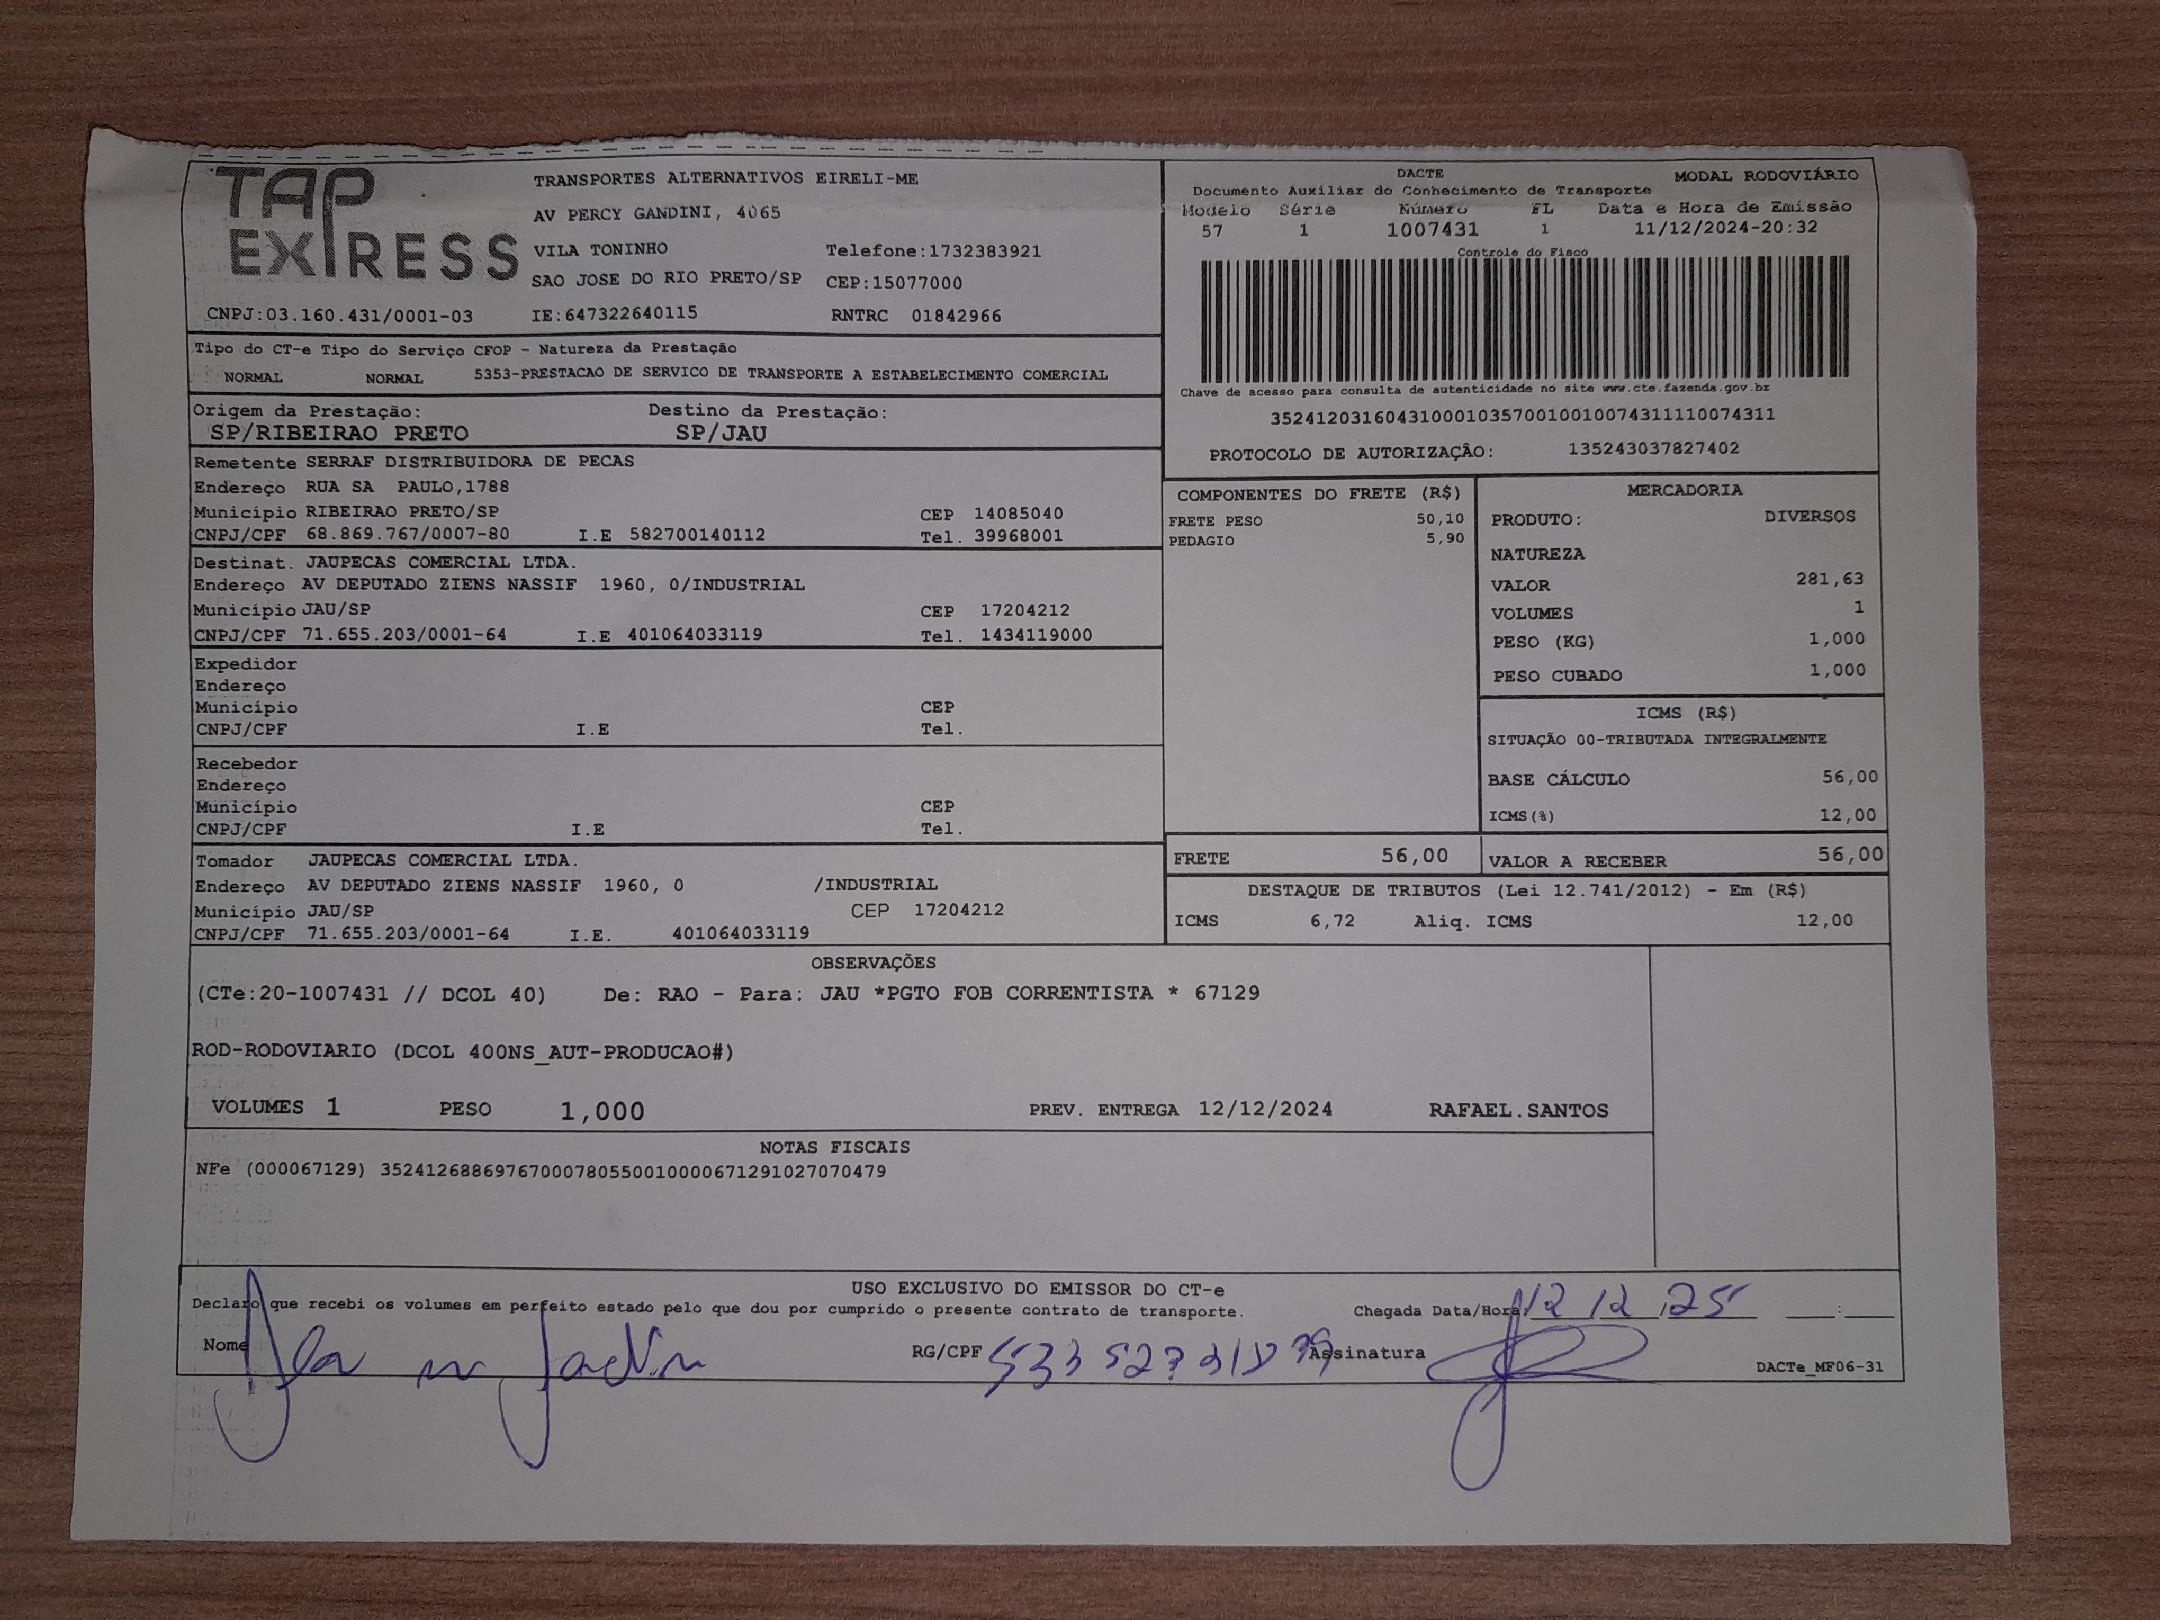 TAP EXPRESS
TRANSPORTES ALTERNATIVOS EIRELI-ME
AV PERCY GANDINI, 4065
VILA TONINHO Telefone:1732383921
SAO JOSE DO RIO PRETO/SP CEP:15077000
CNPJ:03.160.431/0001-03 IE:647322640115 RNTRC 01842966
DACTE MODAL RODOVIÁRIO
Documento Auxiliar do Conhecimento de Transporte
Modelo Série Número FL Data e Hora de Emissão
57 1 1007431 1 11/12/2024-20:32
Controle do Fisco
Chave de acesso para consulta de autenticidade no site www.cte.fazenda.gov.br
35241203160431000103570010010074311110074311
PROTOCOLO DE AUTORIZAÇÃO: 135243037827402
Tipo do CT-e Tipo do Serviço CFOP - Natureza da Prestação
NORMAL NORMAL 5353-PRESTACAO DE SERVICO DE TRANSPORTE A ESTABELECIMENTO COMERCIAL
Origem da Prestação: Destino da Prestação:
SP/RIBEIRAO PRETO SP/JAU
Remetente SERRAF DISTRIBUIDORA DE PECAS
Endereço RUA SA PAULO,1788
Município RIBEIRAO PRETO/SP CEP 14085040
CNPJ/CPF 68.869.767/0007-80 I.E 582700140112 Tel. 39968001
Destinat. JAUPECAS COMERCIAL LTDA.
Endereço AV DEPUTADO ZIENS NASSIF 1960, 0/INDUSTRIAL
Município JAU/SP CEP 17204212
CNPJ/CPF 71.655.203/0001-64 I.E 401064033119 Tel. 1434119000
Expedidor
Endereço
Município CEP
CNPJ/CPF I.E Tel.
Recebedor
Endereço
Município CEP
CNPJ/CPF I.E Tel.
Tomador JAUPECAS COMERCIAL LTDA.
Endereço AV DEPUTADO ZIENS NASSIF 1960, 0 /INDUSTRIAL
Município JAU/SP CEP 17204212
CNPJ/CPF 71.655.203/0001-64 I.E. 401064033119
COMPONENTES DO FRETE (R$)
FRETE PESO 50,10
PEDAGIO 5,90
MERCADORIA
PRODUTO: DIVERSOS
NATUREZA
VALOR 281,63
VOLUMES 1
PESO (KG) 1,000
PESO CUBADO 1,000
ICMS (R$)
SITUAÇÃO 00-TRIBUTADA INTEGRALMENTE
BASE CÁLCULO 56,00
ICMS(%) 12,00
FRETE 56,00 VALOR A RECEBER 56,00
DESTAQUE DE TRIBUTOS (Lei 12.741/2012) - Em (R$)
ICMS 6,72 Aliq. ICMS 12,00
OBSERVAÇÕES
(CTe:20-1007431 // DCOL 40) De: RAO - Para: JAU *PGTO FOB CORRENTISTA * 67129
ROD-RODOVIARIO (DCOL 400NS_AUT-PRODUCAO#)
VOLUMES 1 PESO 1,000 PREV. ENTREGA 12/12/2024 RAFAEL.SANTOS
NOTAS FISCAIS
NFe (000067129) 35241268869767000780550010000671291027070479
USO EXCLUSIVO DO EMISSOR DO CT-e
Declaro que recebi os volumes em perfeito estado pelo que dou por cumprido o presente contrato de transporte. Chegada Data/Hora: 12/12/25 __:__
Nome RG/CPF Assinatura
DACTe_MF06-31